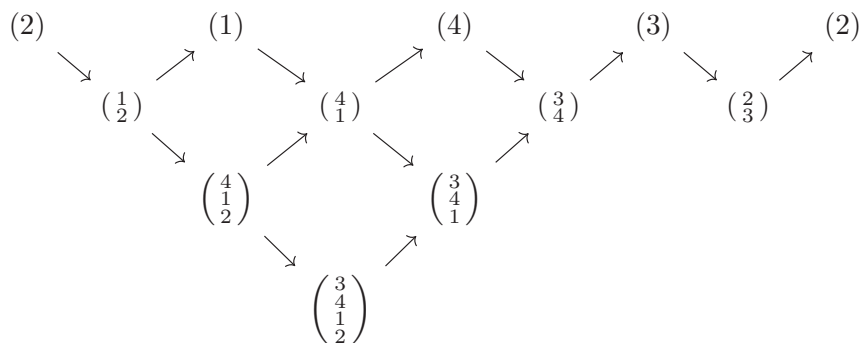 (2) (1) (4) (3) (2)
(1 2) (4 1) (3 4) (2 3)
(4 1 2) (3 4 1)
(3 4 1 2)